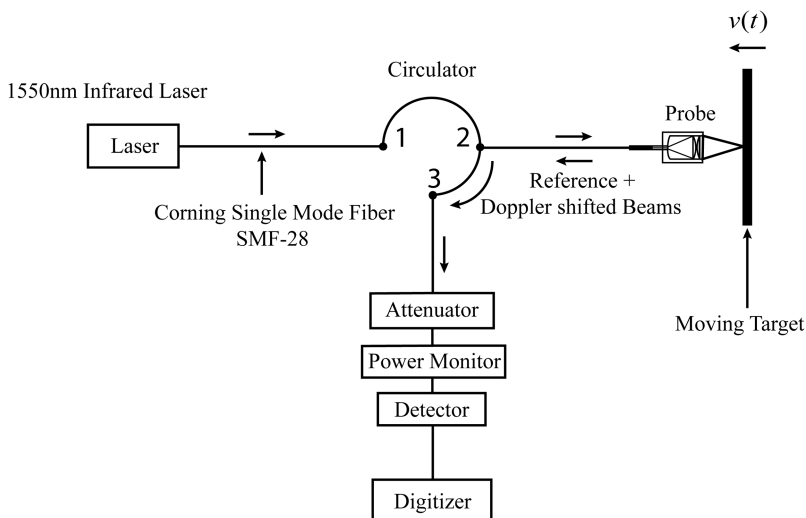 v(t)
Circulator
1550nm Infrared Laser
Probe
Laser
1
2
3
Reference +
Doppler shifted Beams
Corning Single Mode Fiber
SMF-28
Attenuator
Moving Target
Power Monitor
Detector
Digitizer